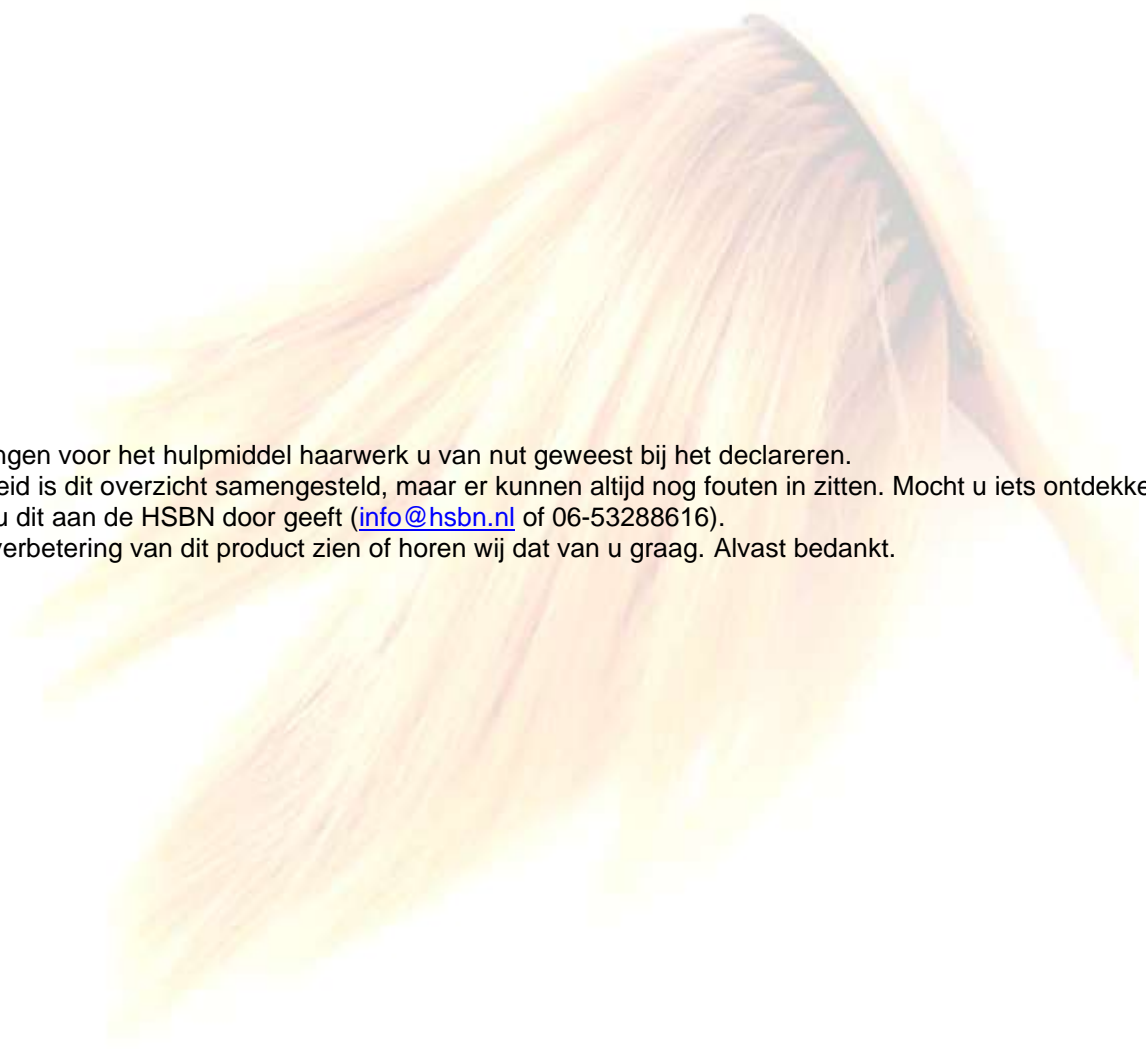 ngen voor het hulpmiddel haarwerk u van nut geweest bij het declareren.
eid is dit overzicht samengesteld, maar er kunnen altijd nog fouten in zitten. Mocht u iets ontdekke
u dit aan de HSBN door geeft (info@hsbn.nl of 06-53288616).
verbetering van dit product zien of horen wij dat van u graag. Alvast bedankt.